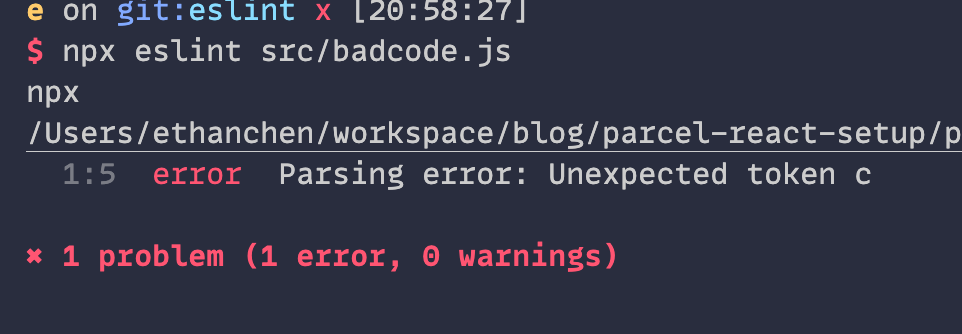 e on git:eslint x [20:58:27]
$ npx eslint src/badcode.js
npx
/Users/ethanchen/workspace/blog/parcel-react-setup/p
1:5 error Parsing error: Unexpected token c
✖ 1 problem (1 error, 0 warnings)